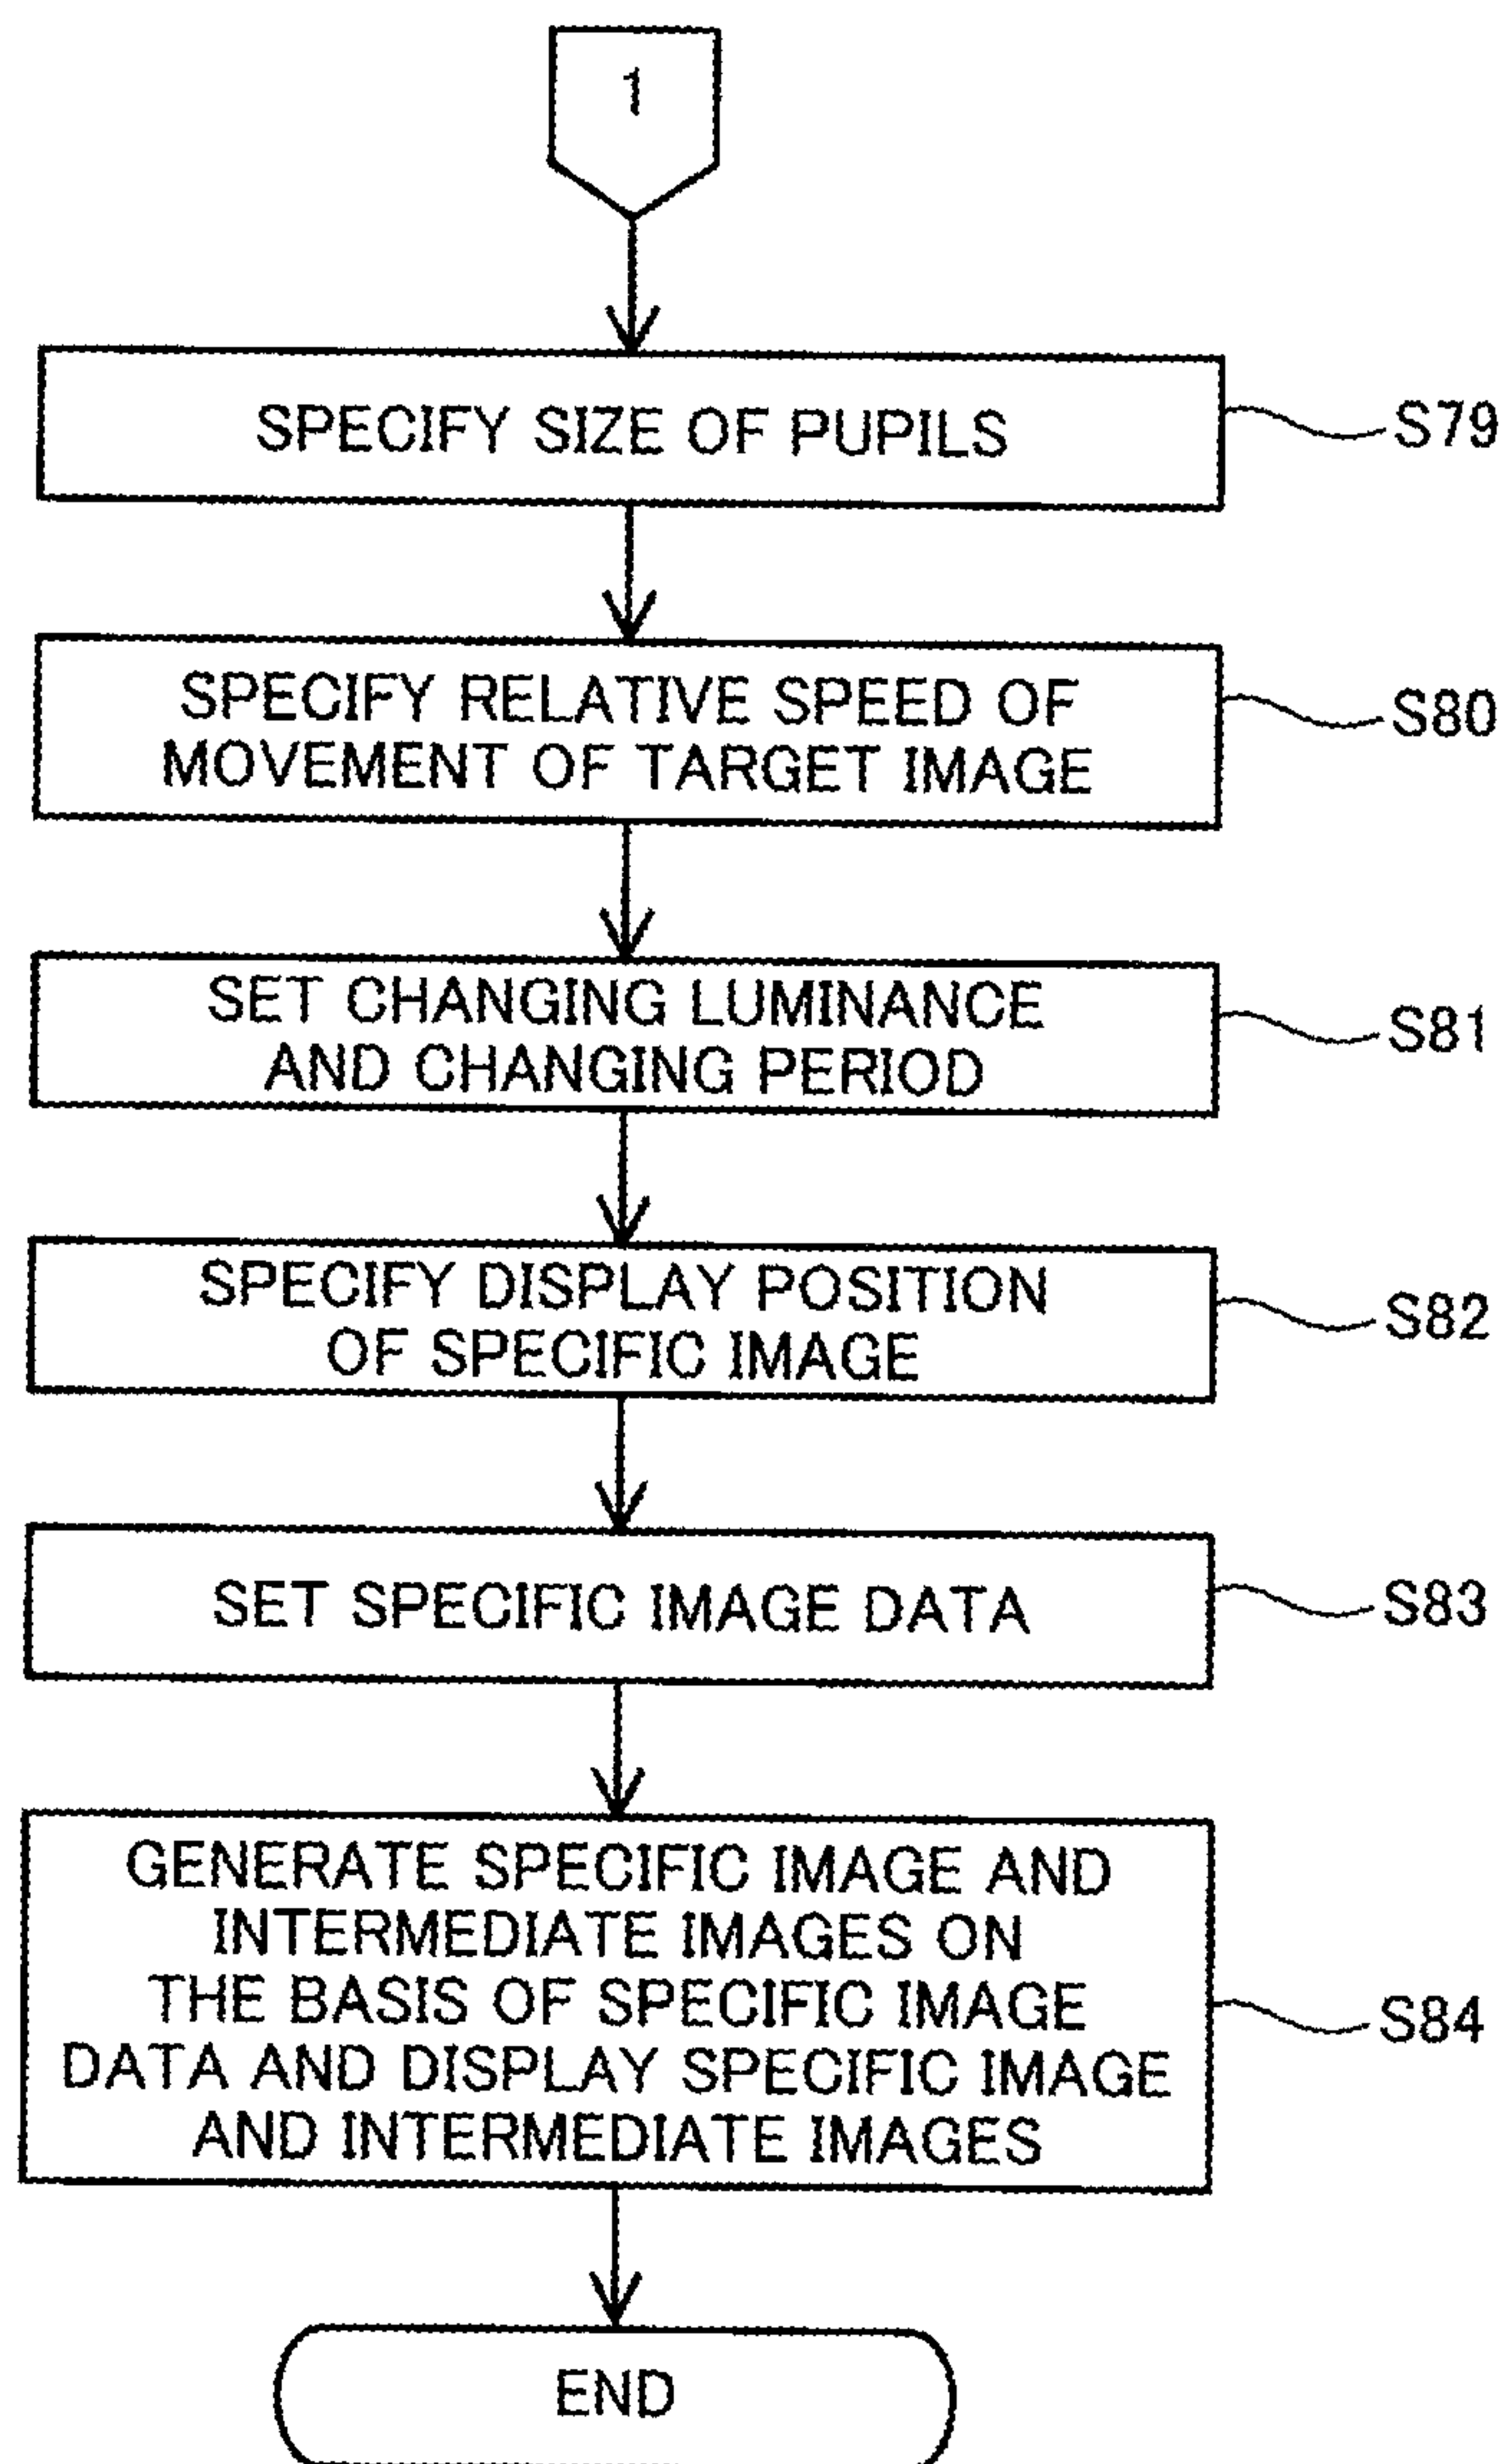 1
SPECIFY SIZE OF PUPILS
S79
SPECIFY RELATIVE SPEED OF
MOVEMENT OF TARGET IMAGE
S80
SET CHANGING LUMINANCE
AND CHANGING PERIOD
S81
SPECIFY DISPLAY POSITION
OF SPECIFIC IMAGE
S82
SET SPECIFIC IMAGE DATA
S83
GENERATE SPECIFIC IMAGE AND
INTERMEDIATE IMAGES ON
THE BASIS OF SPECIFIC IMAGE
DATA AND DISPLAY SPECIFIC IMAGE
AND INTERMEDIATE IMAGES
S84
END